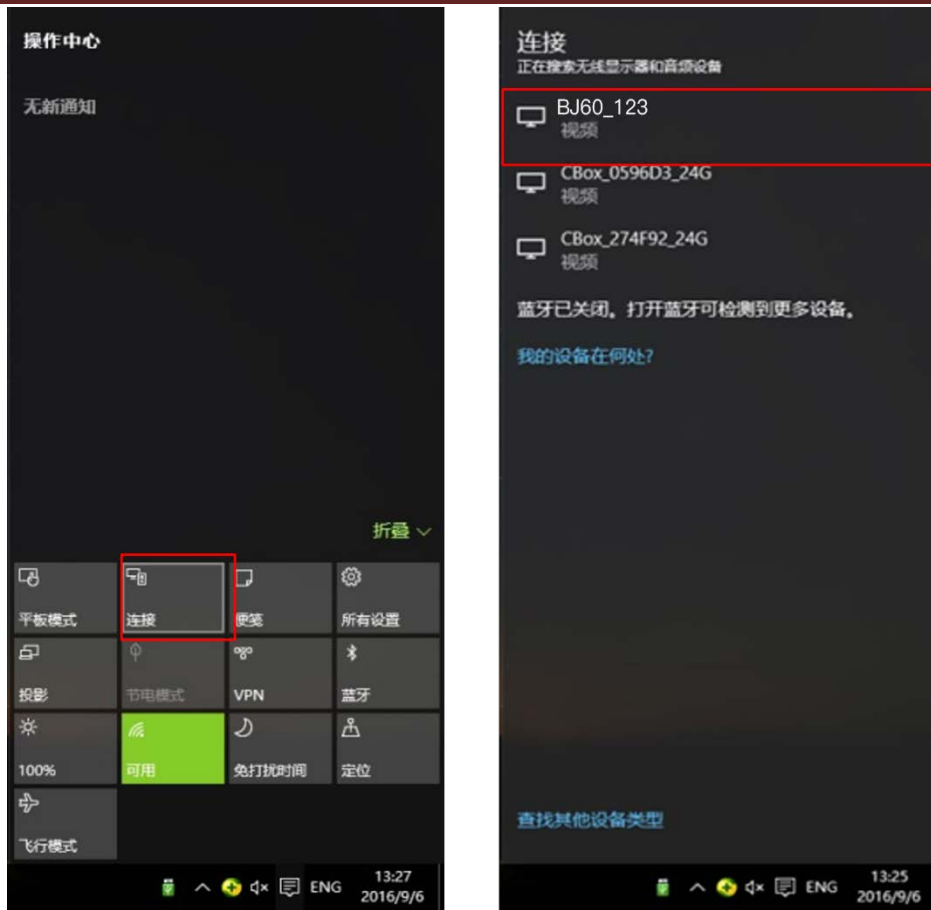 操作中心
无新通知
折叠
平板模式
连接
便笺
所有设置
投影
节电模式
VPN
蓝牙
100%
可用
免打扰时间
定位
飞行模式
ENG
13:27
2016/9/6
连接
正在搜索无线显示器和音频设备
BJ60_123
视频
CBox_0596D3_24G
视频
CBox_274F92_24G
视频
蓝牙已关闭，打开蓝牙可检测到更多设备。
我的设备在何处?
查找其他设备类型
ENG
13:25
2016/9/6